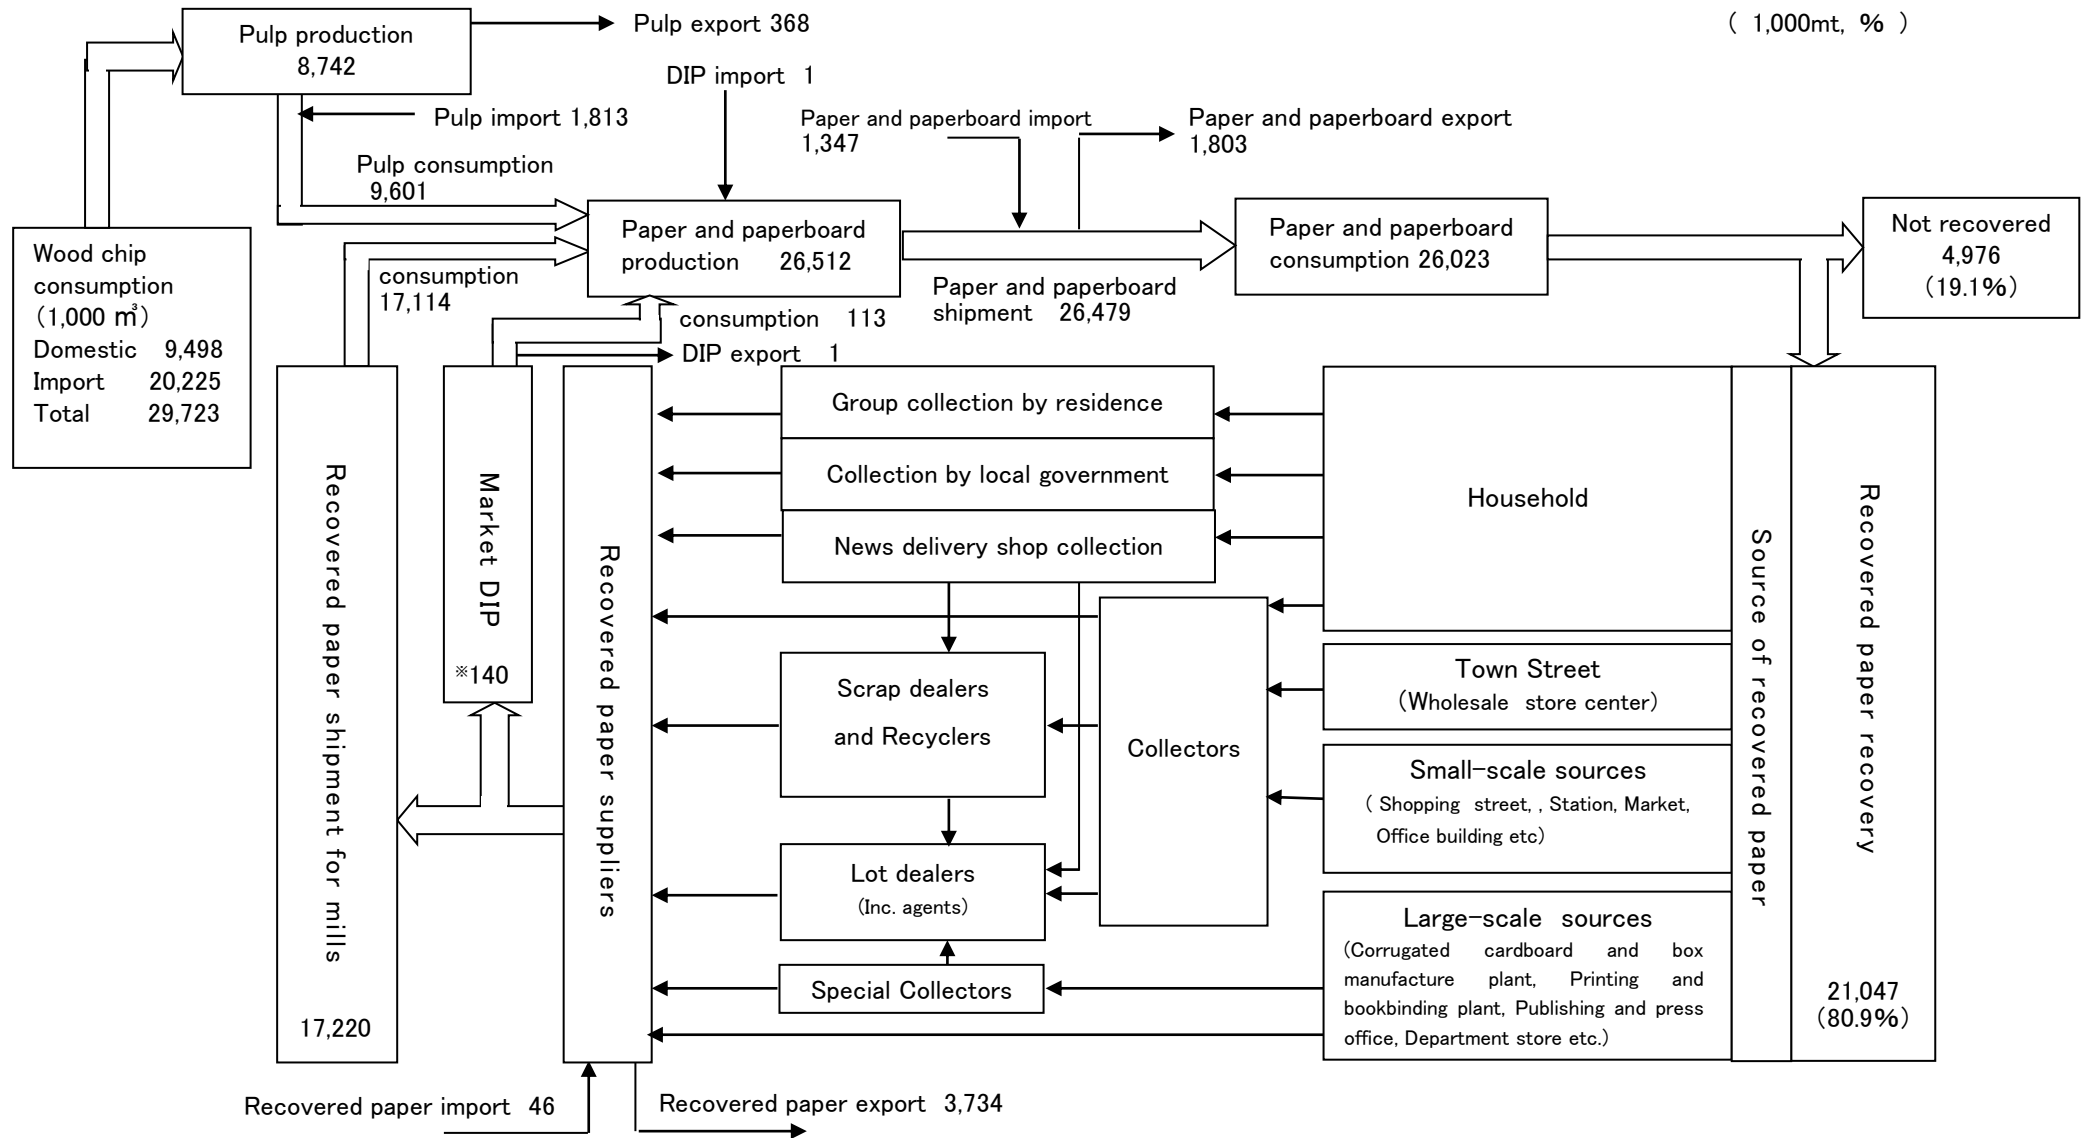 （ 1,000mt, % ）
Pulp production
8,742
Pulp export 368
DIP import 1
Pulp import 1,813
Paper and paperboard import
1,347
Paper and paperboard export
1,803
Pulp consumption
9,601
Wood chip
consumption
（1,000 ㎥）
Domestic 9,498
Import 20,225
Total 29,723
consumption
17,114
Paper and paperboard
production 26,512
Paper and paperboard
shipment 26,479
Paper and paperboard
consumption 26,023
Not recovered
4,976
（19.1%）
consumption 113
DIP export 1
Recovered paper shipment for mills
17,220
Market DIP
※140
Recovered paper suppliers
Group collection by residence
Collection by local government
News delivery shop collection
Scrap dealers
and Recyclers
Lot dealers
(Inc. agents)
Special Collectors
Collectors
Household
Town Street
(Wholesale store center)
Small-scale sources
( Shopping street, , Station, Market,
Office building etc)
Large-scale sources
(Corrugated cardboard and box
manufacture plant, Printing and
bookbinding plant, Publishing and press
office, Department store etc.)
Source of recovered paper
Recovered paper recovery
21,047
（80.9%）
Recovered paper import 46
Recovered paper export 3,734